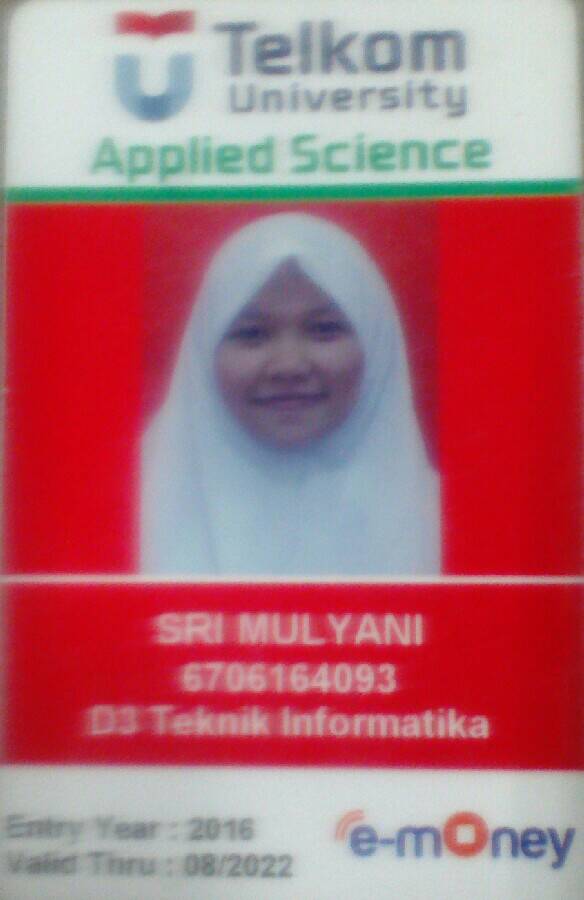 Telkom
University
Applied Science
SRI MULYANI
6706164093
D3 Teknik Informatika
Entry Year : 2016
Valid Thru : 08/2022
e-money